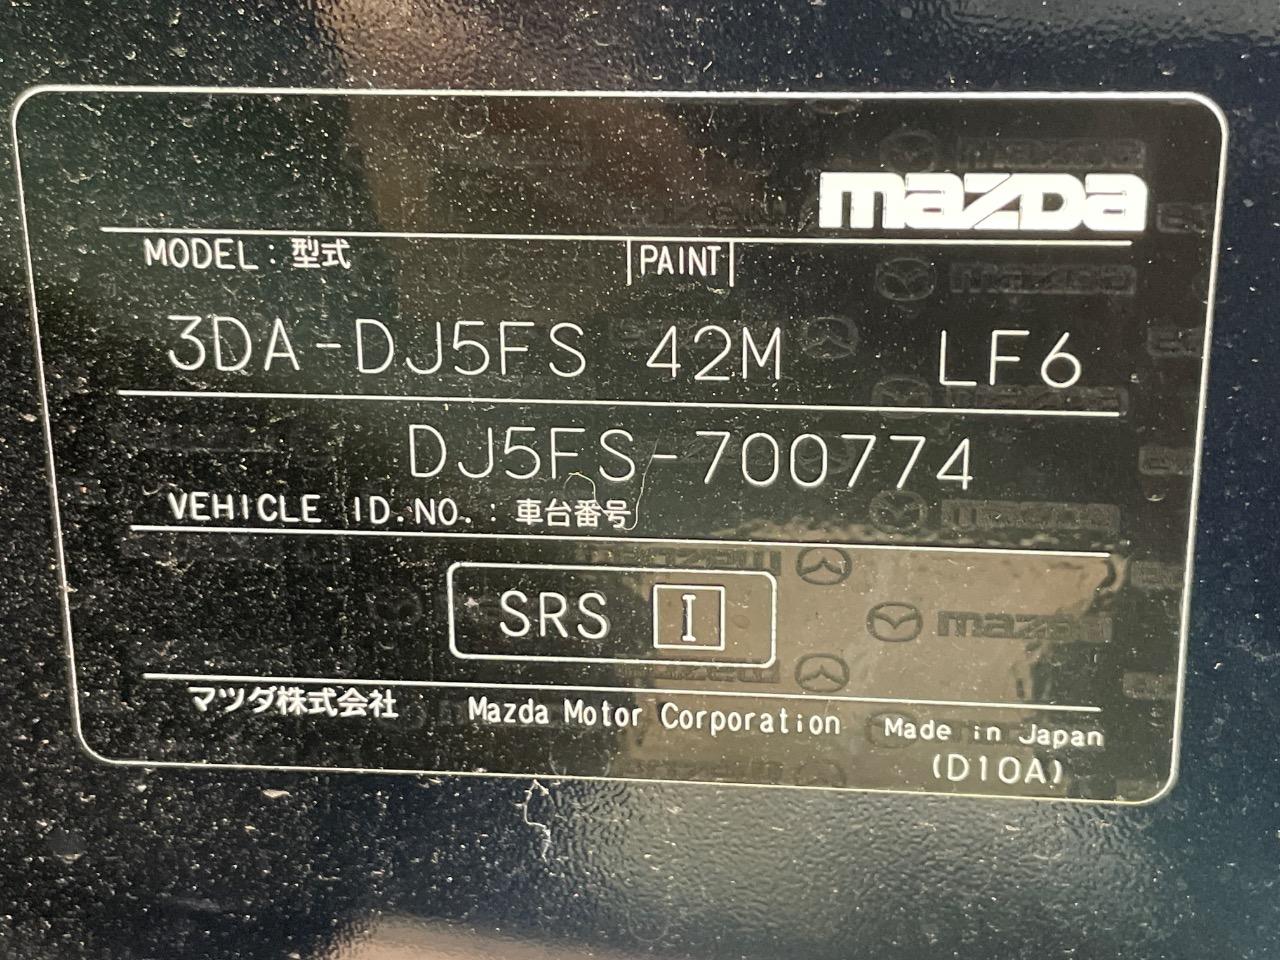 mazda
MODEL : 型式 PAINT
3DA-DJ5FS 42M LF6
DJ5FS-700774
VEHICLE ID.NO. : 車台番号
SRS I
マツダ株式会社 Mazda Motor Corporation Made in Japan
(D10A)